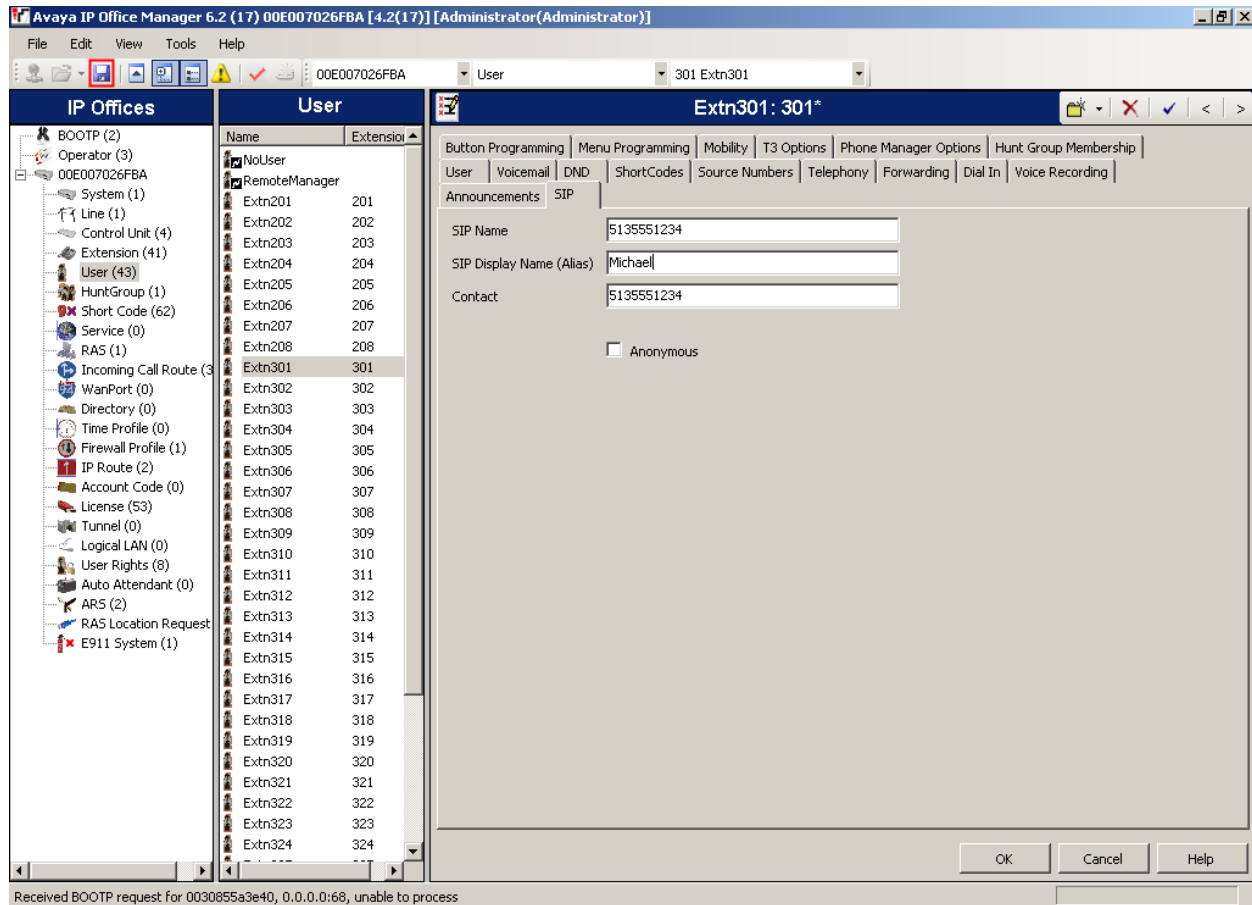 Avaya IP Office Manager 6.2 (17) 00E007026FBA [4.2(17)] [Administrator(Administrator)]
File Edit View Tools Help
00E007026FBA User 301 Extn301
IP Offices
BOOTP (2)
Operator (3)
00E007026FBA
System (1)
Line (1)
Control Unit (4)
Extension (41)
User (43)
HuntGroup (1)
Short Code (62)
Service (0)
RAS (1)
Incoming Call Route (3
WanPort (0)
Directory (0)
Time Profile (0)
Firewall Profile (1)
IP Route (2)
Account Code (0)
License (53)
Tunnel (0)
Logical LAN (0)
User Rights (8)
Auto Attendant (0)
ARS (2)
RAS Location Request
E911 System (1)
User
Name Extension
NoUser
RemoteManager
Extn201 201
Extn202 202
Extn203 203
Extn204 204
Extn205 205
Extn206 206
Extn207 207
Extn208 208
Extn301 301
Extn302 302
Extn303 303
Extn304 304
Extn305 305
Extn306 306
Extn307 307
Extn308 308
Extn309 309
Extn310 310
Extn311 311
Extn312 312
Extn313 313
Extn314 314
Extn315 315
Extn316 316
Extn317 317
Extn318 318
Extn319 319
Extn320 320
Extn321 321
Extn322 322
Extn323 323
Extn324 324
Extn301: 301*
Button Programming Menu Programming Mobility T3 Options Phone Manager Options Hunt Group Membership
User Voicemail DND ShortCodes Source Numbers Telephony Forwarding Dial In Voice Recording
Announcements SIP
SIP Name 5135551234
SIP Display Name (Alias) Michael
Contact 5135551234
Anonymous
OK Cancel Help
Received BOOTP request for 0030855a3e40, 0.0.0.0:68, unable to process